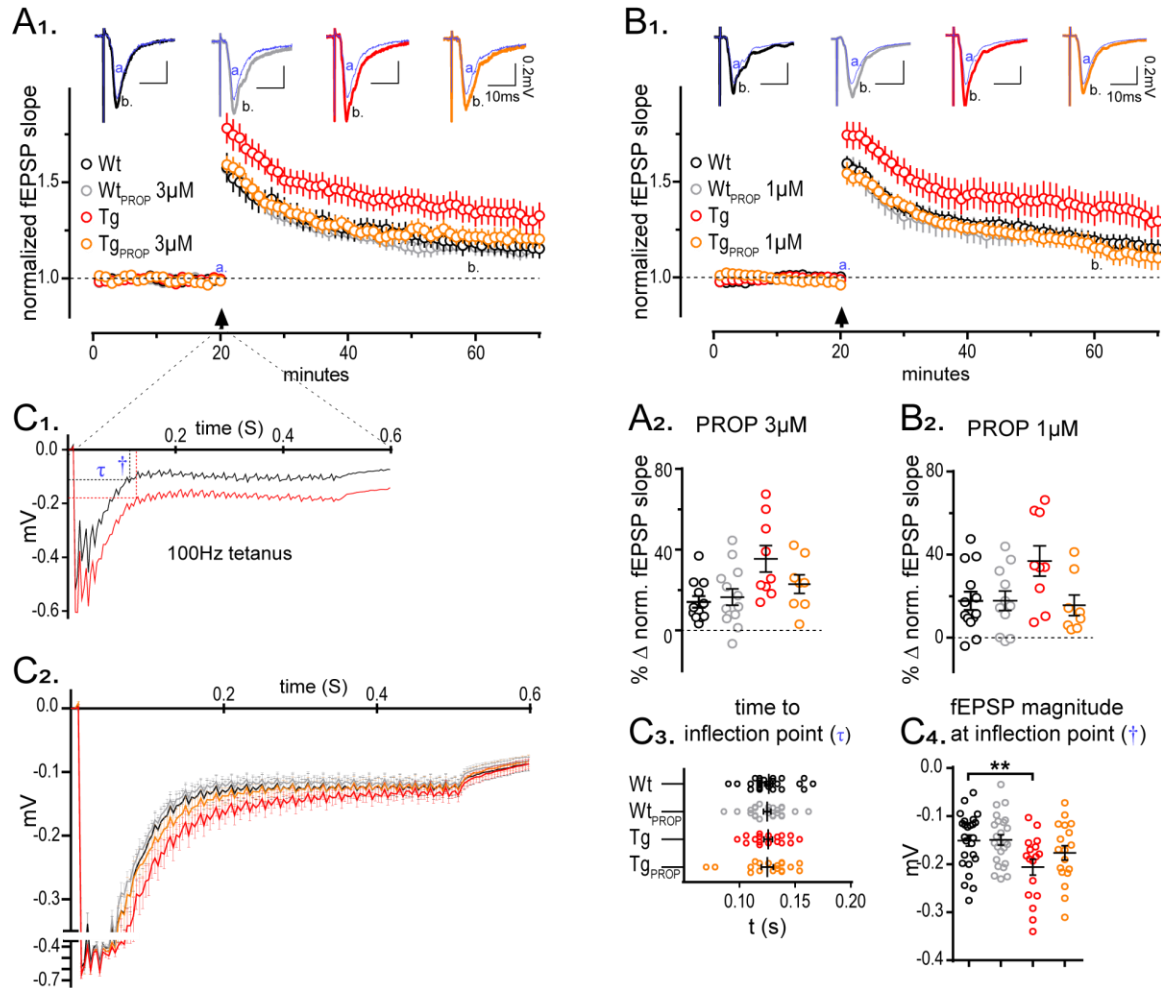 A1.
a.
b.
a.
b.
a.
b.
a.
b.
0.2mV
10ms
normalized fEPSP slope
1.5
1.0
Wt
WtPROP 3µM
Tg
TgPROP 3µM
a.
b.
0
20
40
60
minutes
B1.
a.
b.
a.
b.
a.
b.
a.
b.
0.2mV
10ms
normalized fEPSP slope
1.5
1.0
Wt
WtPROP 1µM
Tg
TgPROP 1µM
a.
b.
0
20
40
60
minutes
C1.
time (S)
0.2
0.4
0.6
0.0
-0.2
-0.4
-0.6
mV
τ
†
100Hz tetanus
A2.
PROP 3µM
80
40
0
% Δ norm. fEPSP slope
B2.
PROP 1µM
80
40
0
% Δ norm. fEPSP slope
C2.
time (S)
0.2
0.4
0.6
0.0
-0.1
-0.2
-0.3
-0.4
-0.7
mV
C3.
time to
inflection point (τ)
Wt
WtPROP
Tg
TgPROP
0.10
0.15
0.20
t (s)
C4.
fEPSP magnitude
at inflection point (†)
**
0.0
-0.1
-0.2
-0.3
-0.4
mV